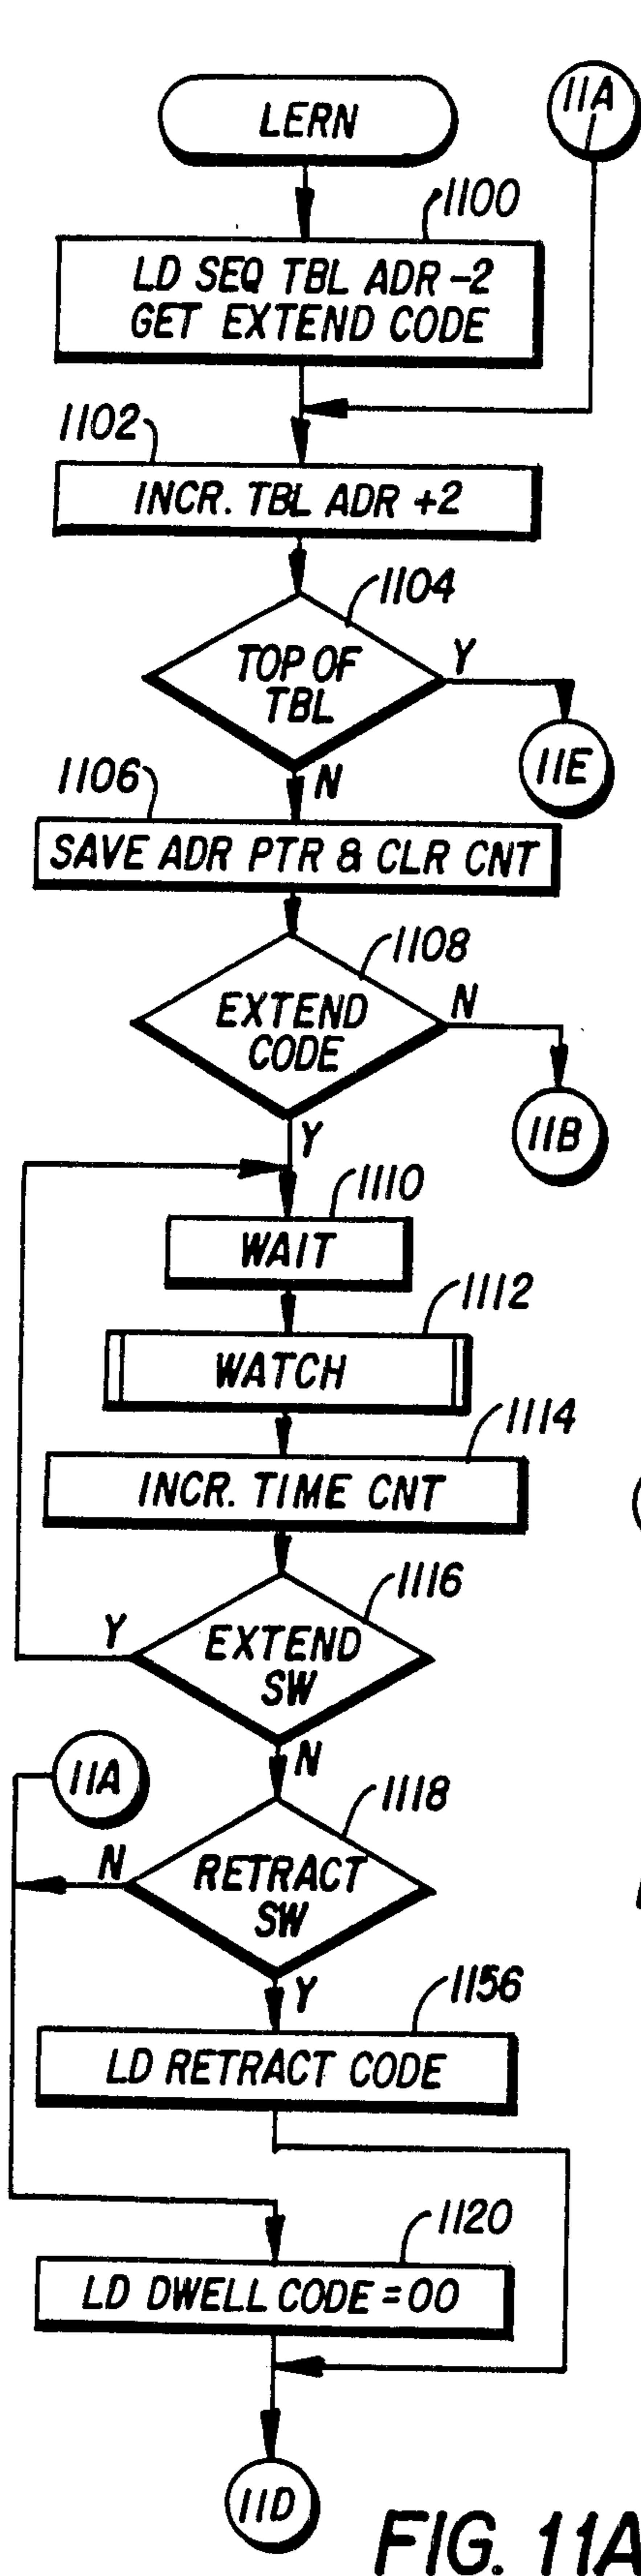 LERN
11A
1100
LD SEQ TBL ADR -2
GET EXTEND CODE
1102
INCR. TBL ADR +2
1104
TOP OF
TBL
Y
11E
N
1106
SAVE ADR PTR & CLR CNT
1108
EXTEND
CODE
N
11B
Y
1110
WAIT
1112
WATCH
1114
INCR. TIME CNT
1116
EXTEND
SW
Y
N
11A
1118
RETRACT
SW
N
Y
1156
LD RETRACT CODE
1120
LD DWELL CODE = 00
11D
FIG. 11A